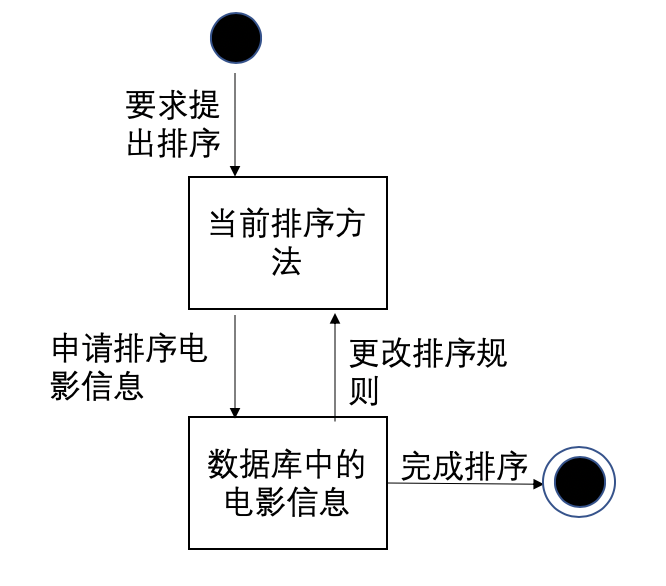 要求提
出排序
当前排序方
法
申请排序电
影信息
更改排序规
则
数据库中的
电影信息
完成排序